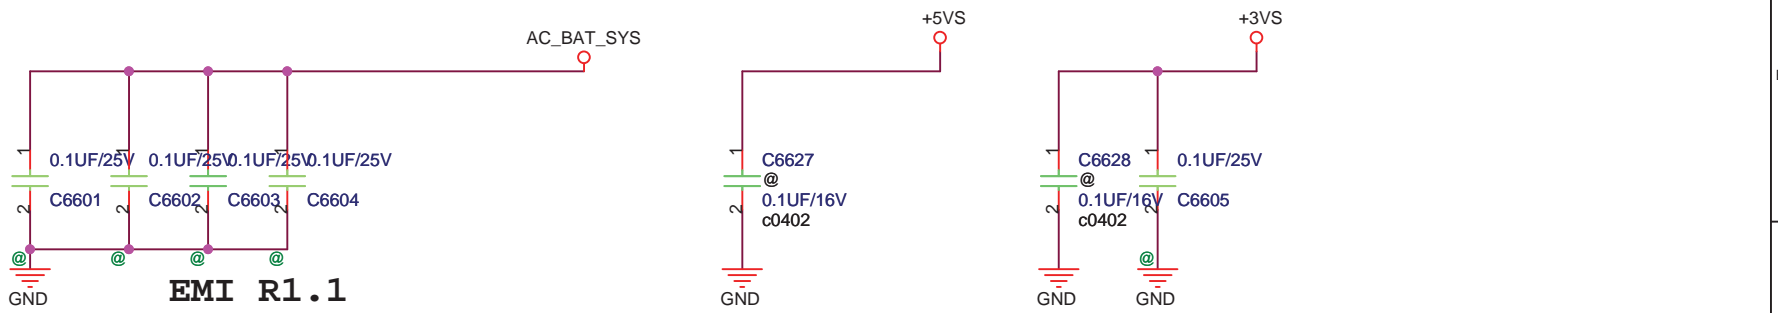 AC_BAT_SYS
+5VS
+3VS
1 0.1UF/25V 1 0.1UF/25V 1 0.1UF/25V 1 0.1UF/25V
2 C6601 2 C6602 2 C6603 2 C6604
@ @ @ @
GND
EMI R1.1
1 C6627
@
0.1UF/16V
2 c0402
GND
1 C6628
@
0.1UF/16V
2 c0402
GND
1 0.1UF/25V
2 C6605
@
GND